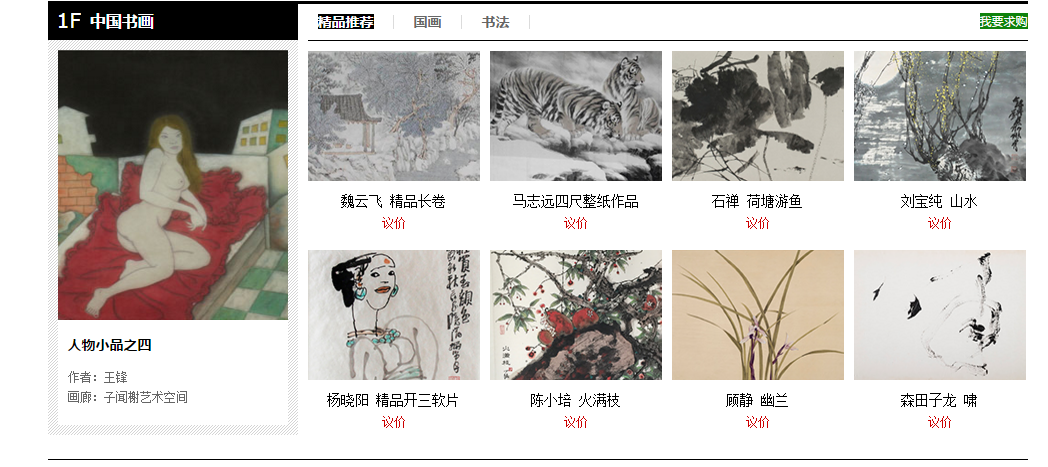 1F 中国书画
精品推荐 国画 书法
我要求购
人物小品之四
作者：王锋
画廊：子闻榭艺术空间
魏云飞 精品长卷
议价
马志远四尺整纸作品
议价
石禅 荷塘游鱼
议价
刘宝纯 山水
议价
杨晓阳 精品开三软片
议价
陈小培 火满枝
议价
顾静 幽兰
议价
森田子龙 啸
议价